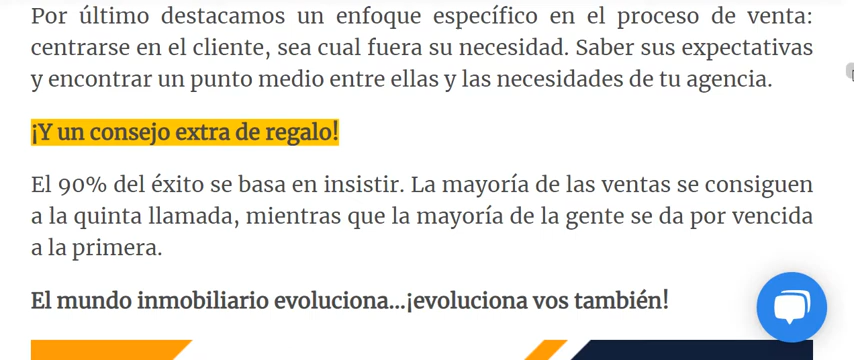 Por último destacamos un enfoque específico en el proceso de venta:
centrarse en el cliente, sea cual fuera su necesidad. Saber sus expectativas
y encontrar un punto medio entre ellas y las necesidades de tu agencia.
¡Y un consejo extra de regalo!
El 90% del éxito se basa en insistir. La mayoría de las ventas se consiguen
a la quinta llamada, mientras que la mayoría de la gente se da por vencida
a la primera.
El mundo inmobiliario evoluciona...¡evoluciona vos también!